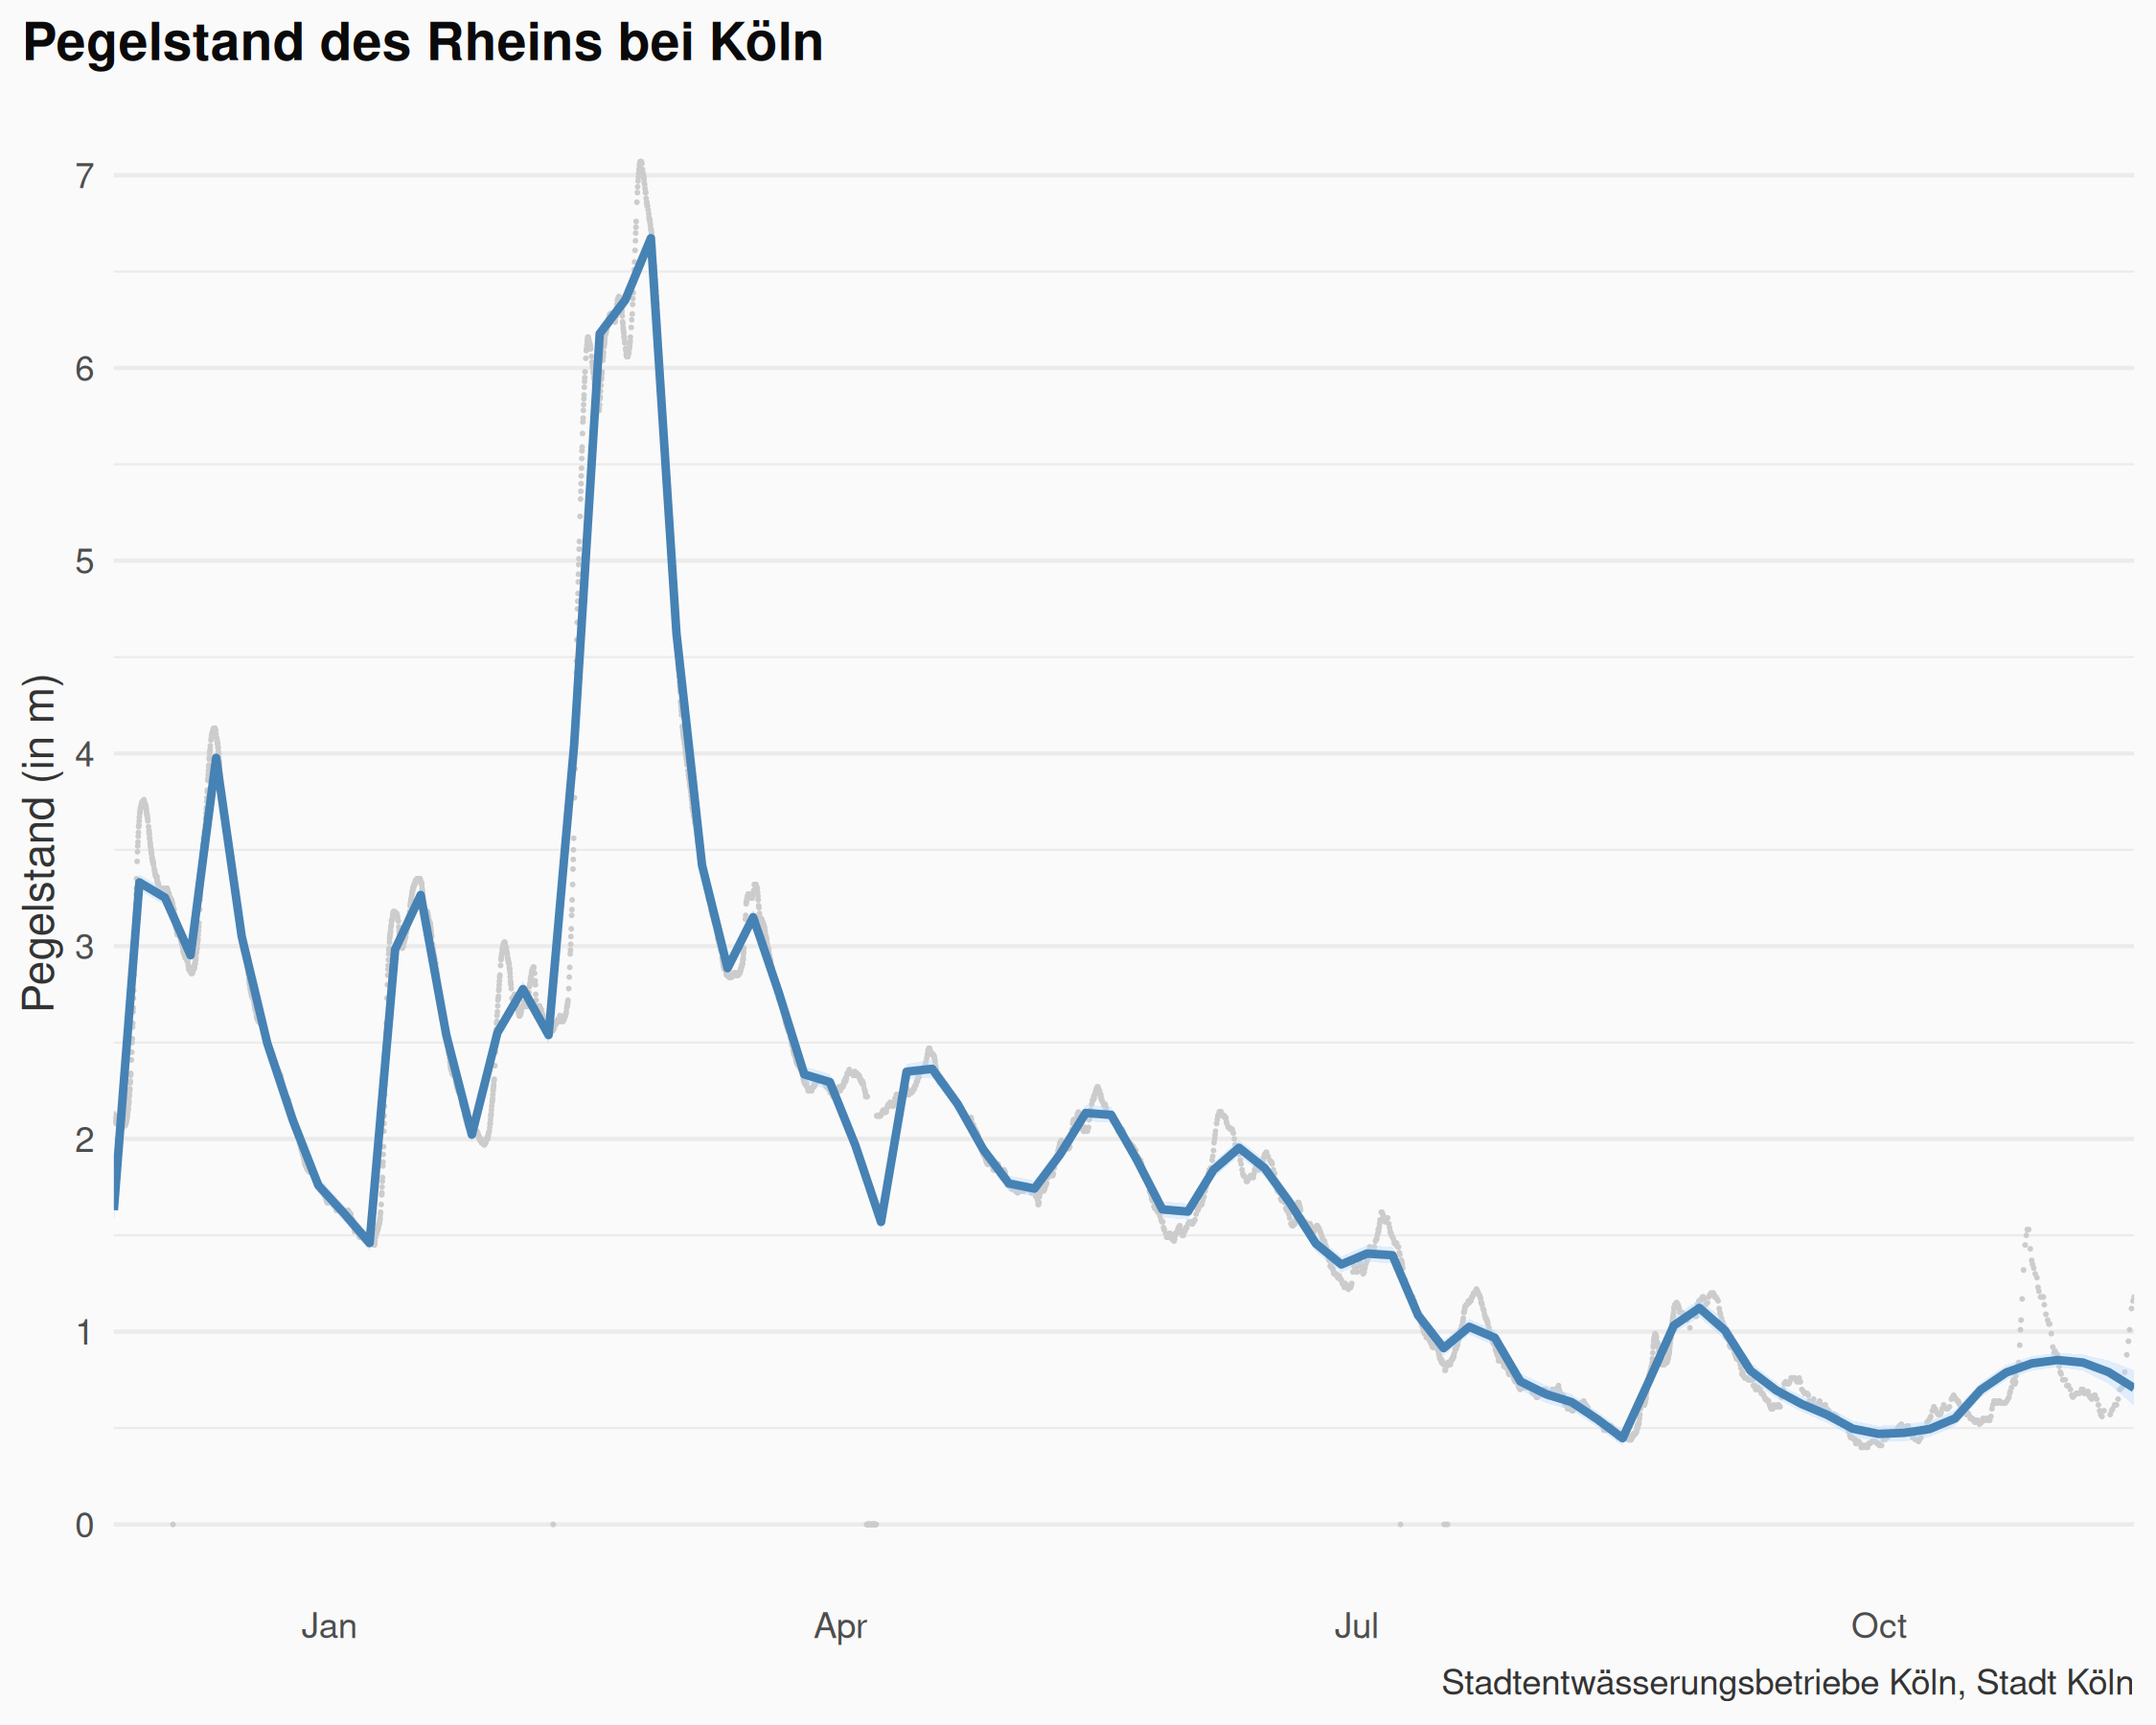 Pegelstand des Rheins bei Köln
Pegelstand (in m)
7
6
5
4
3
2
1
0
Jan Apr Jul Oct
Stadtentwässerungsbetriebe Köln, Stadt Köln